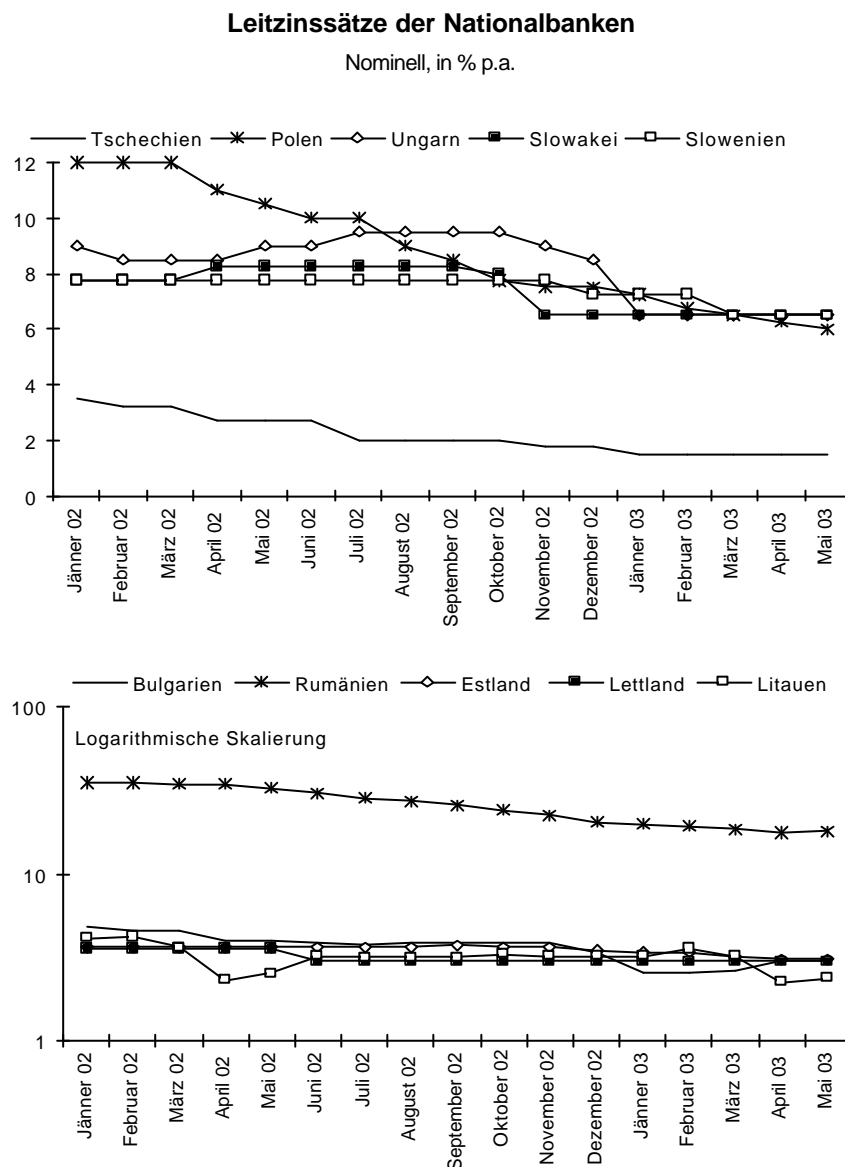 Leitzinssätze der Nationalbanken
Nominell, in % p.a.
Tschechien Polen Ungarn Slowakei Slowenien
12
10
8
6
4
2
0
Jänner 02
Februar 02
März 02
April 02
Mai 02
Juni 02
Juli 02
August 02
September 02
Oktober 02
November 02
Dezember 02
Jänner 03
Februar 03
März 03
April 03
Mai 03
Bulgarien Rumänien Estland Lettland Litauen
100
Logarithmische Skalierung
10
1
Jänner 02
Februar 02
März 02
April 02
Mai 02
Juni 02
Juli 02
August 02
September 02
Oktober 02
November 02
Dezember 02
Jänner 03
Februar 03
März 03
April 03
Mai 03